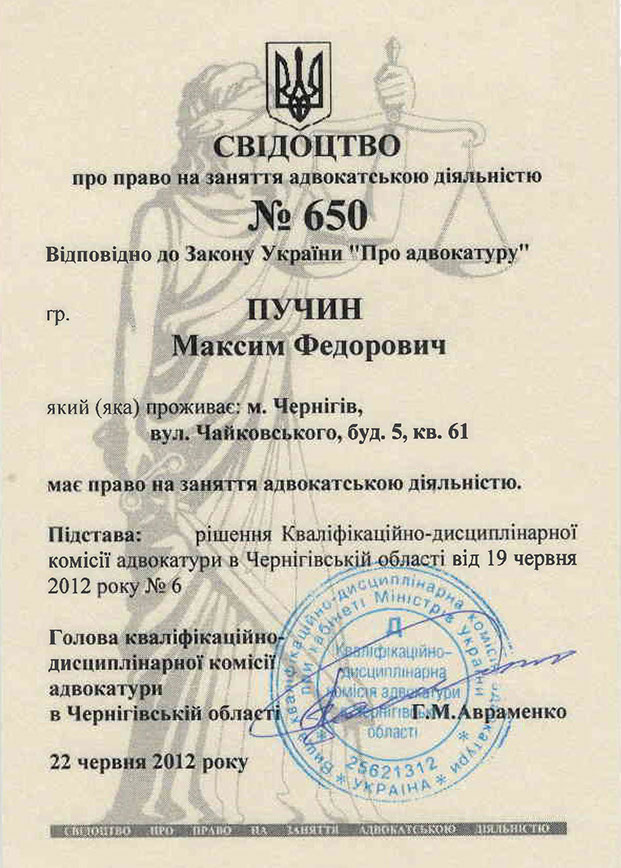 СВІДОЦТВО
про право на заняття адвокатською діяльністю
№ 650
Відповідно до Закону України "Про адвокатуру"
гр. ПУЧИН
Максим Федорович
який (яка) проживає: м. Чернігів,
вул. Чайковського, буд. 5, кв. 61
має право на заняття адвокатською діяльністю.
Підстава: рішення Кваліфікаційно-дисциплінарної
комісії адвокатури в Чернігівській області від 19 червня
2012 року № 6
Голова кваліфікаційно-
дисциплінарної комісії
адвокатури
в Чернігівській області Г.М.Авраменко
22 червня 2012 року
Вища кваліфікаційно-дисциплінарна комісія адвокатури
при Кабінеті Міністрів України
Д
Кваліфікаційно-
дисциплінарна
комісія адвокатури
області
25621312
* УКРАЇНА *
СВІДОЦТВО ПРО ПРАВО НА ЗАНЯТТЯ АДВОКАТСЬКОЮ ДІЯЛЬНІСТЮ